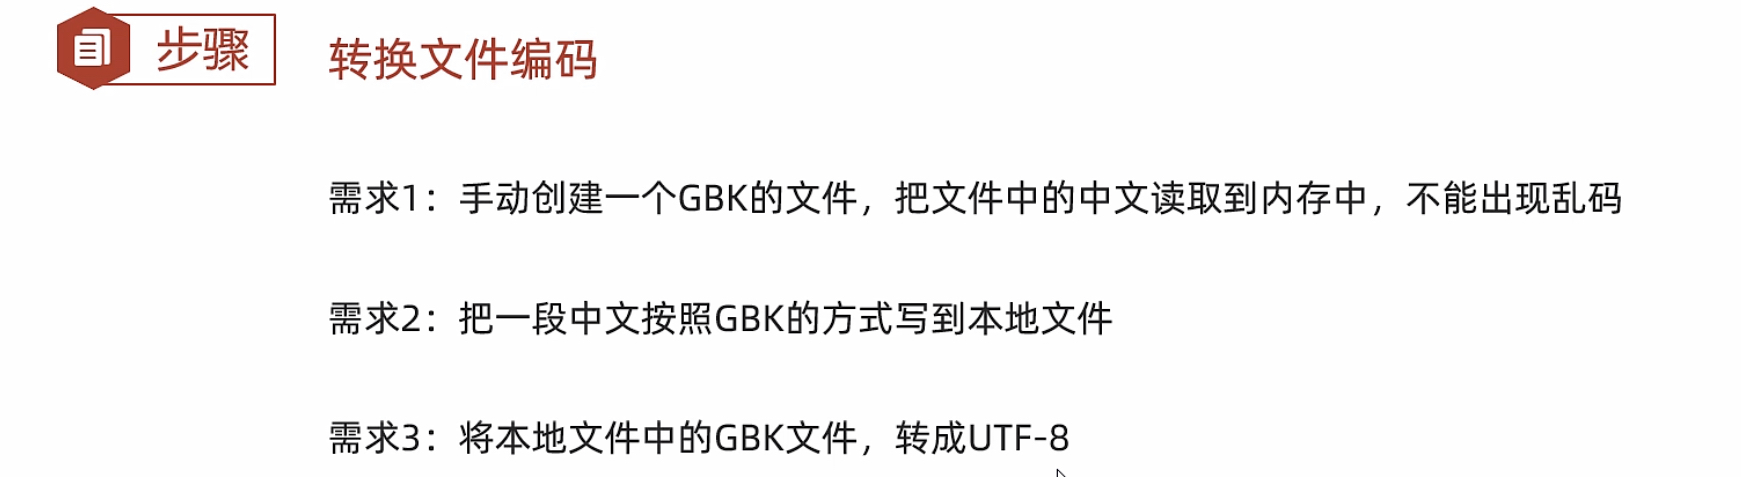 步骤
转换文件编码
需求1：手动创建一个GBK的文件，把文件中的中文读取到内存中，不能出现乱码
需求2：把一段中文按照GBK的方式写到本地文件
需求3：将本地文件中的GBK文件，转成UTF-8